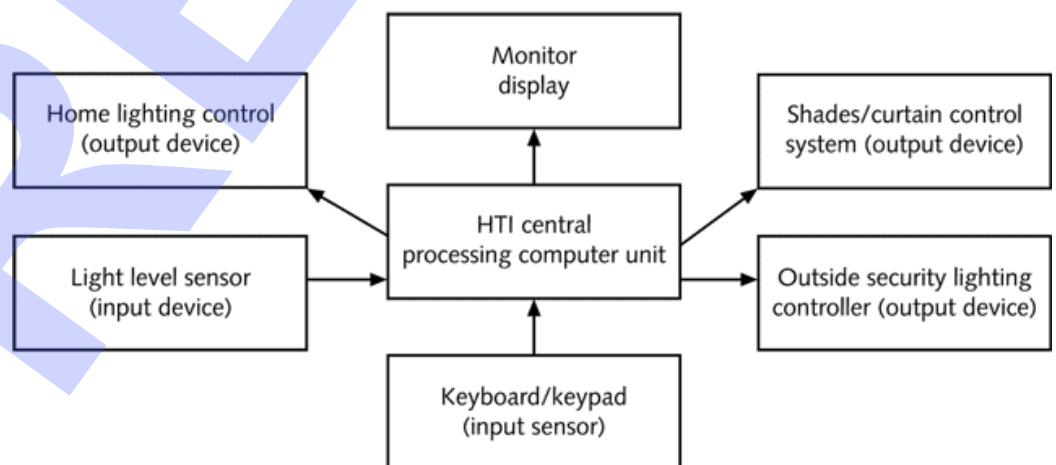 Monitor
display
Home lighting control
(output device)
Shades/curtain control
system (output device)
HTI central
processing computer unit
Light level sensor
(input device)
Outside security lighting
controller (output device)
Keyboard/keypad
(input sensor)